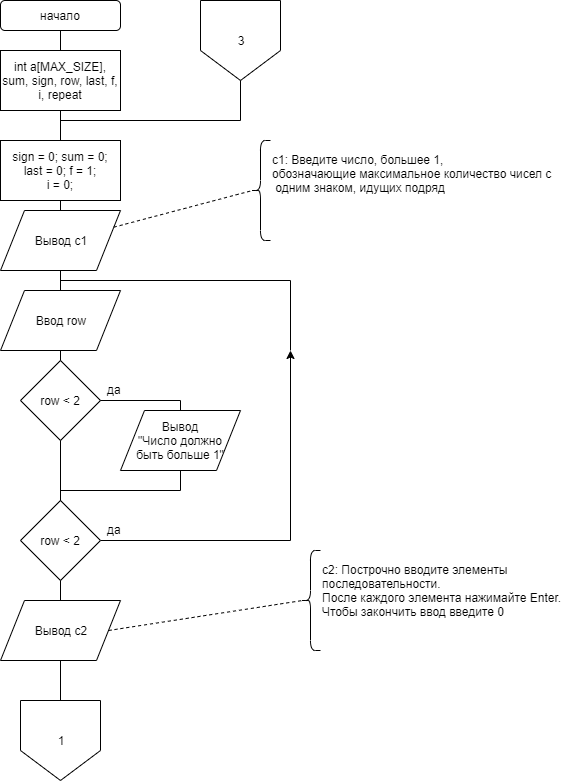 начало
3
int a[MAX_SIZE],
sum, sign, row, last, f,
i, repeat
sign = 0; sum = 0;
last = 0; f = 1;
i = 0;
c1: Введите число, большее 1,
обозначающие максимальное количество чисел с
одним знаком, идущих подряд
Вывод c1
Ввод row
row < 2
да
Вывод
"Число должно
быть больше 1"
row < 2
да
c2: Построчно вводите элементы
последовательности.
После каждого элемента нажимайте Enter.
Чтобы закончить ввод введите 0
Вывод c2
1